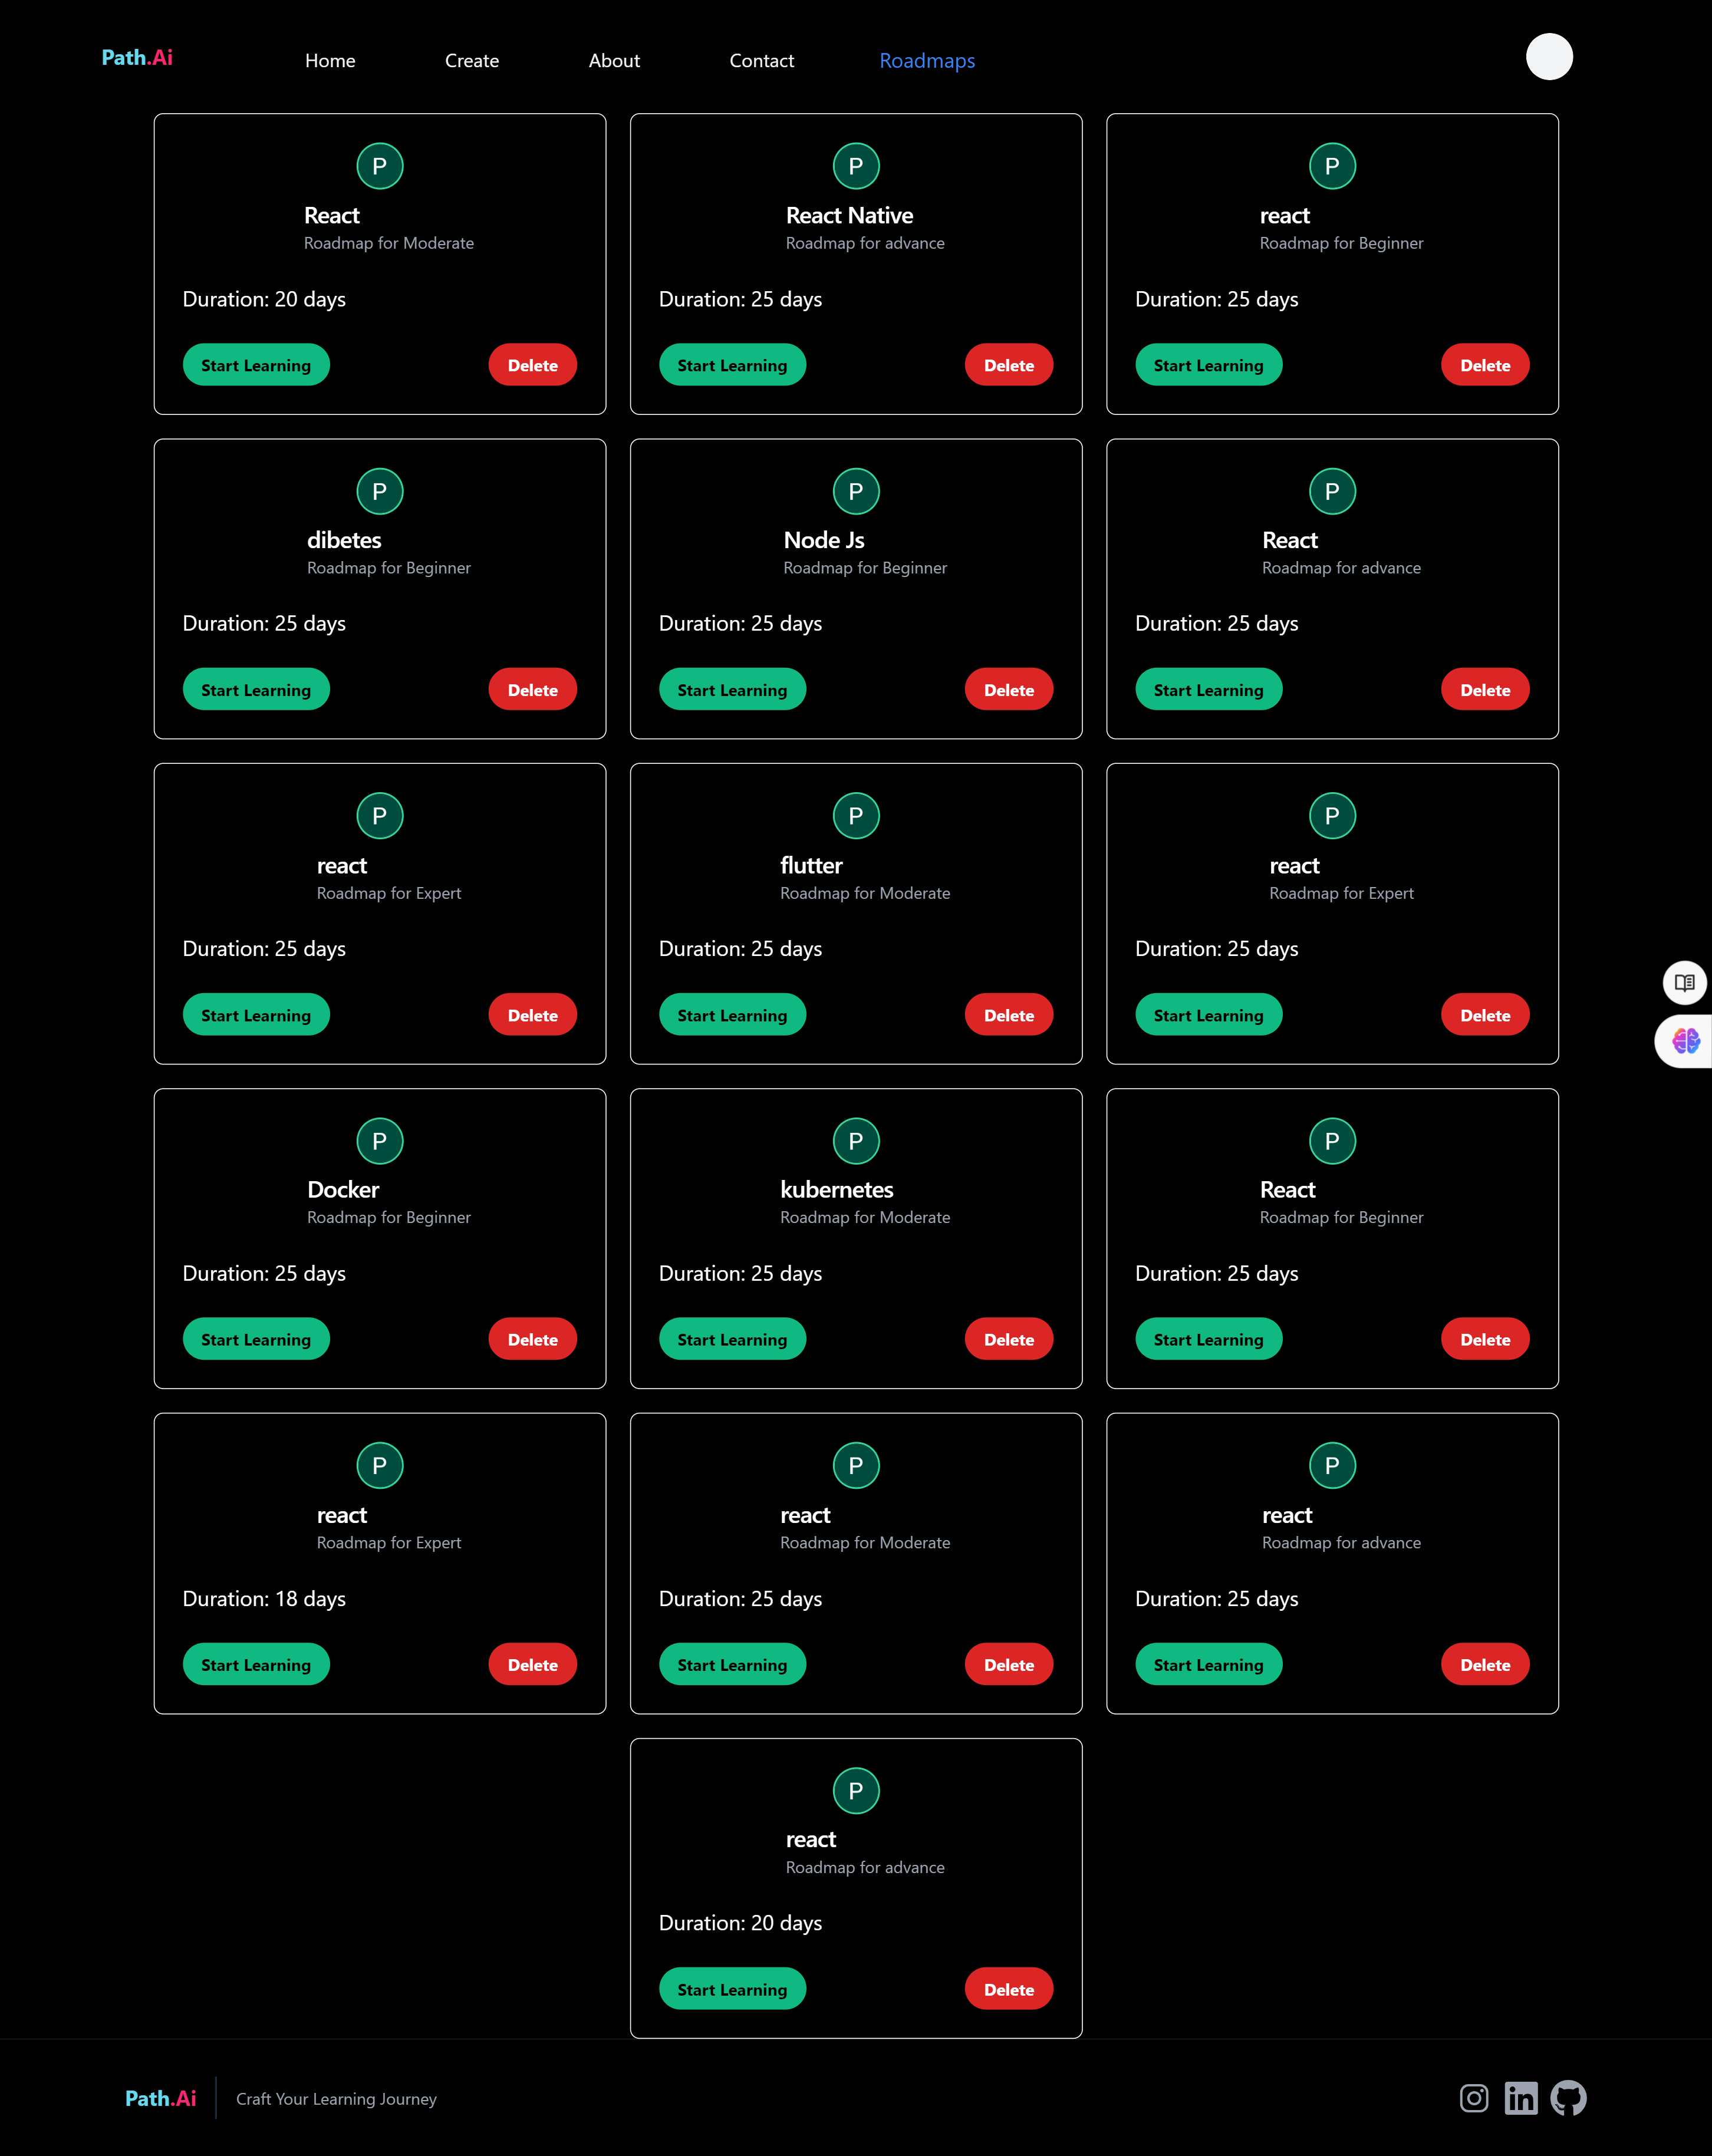 Path.Ai Home Create About Contact Roadmaps
P P P
React React Native react
Roadmap for Moderate Roadmap for advance Roadmap for Beginner
Duration: 20 days Duration: 25 days Duration: 25 days
Start Learning Delete Start Learning Delete Start Learning Delete
P P P
dibetes Node Js React
Roadmap for Beginner Roadmap for Beginner Roadmap for advance
Duration: 25 days Duration: 25 days Duration: 25 days
Start Learning Delete Start Learning Delete Start Learning Delete
P P P
react flutter react
Roadmap for Expert Roadmap for Moderate Roadmap for Expert
Duration: 25 days Duration: 25 days Duration: 25 days
Start Learning Delete Start Learning Delete Start Learning Delete
P P P
Docker kubernetes React
Roadmap for Beginner Roadmap for Moderate Roadmap for Beginner
Duration: 25 days Duration: 25 days Duration: 25 days
Start Learning Delete Start Learning Delete Start Learning Delete
P P P
react react react
Roadmap for Expert Roadmap for Moderate Roadmap for advance
Duration: 18 days Duration: 25 days Duration: 25 days
Start Learning Delete Start Learning Delete Start Learning Delete
P
react
Roadmap for advance
Duration: 20 days
Start Learning Delete
Path.Ai Craft Your Learning Journey